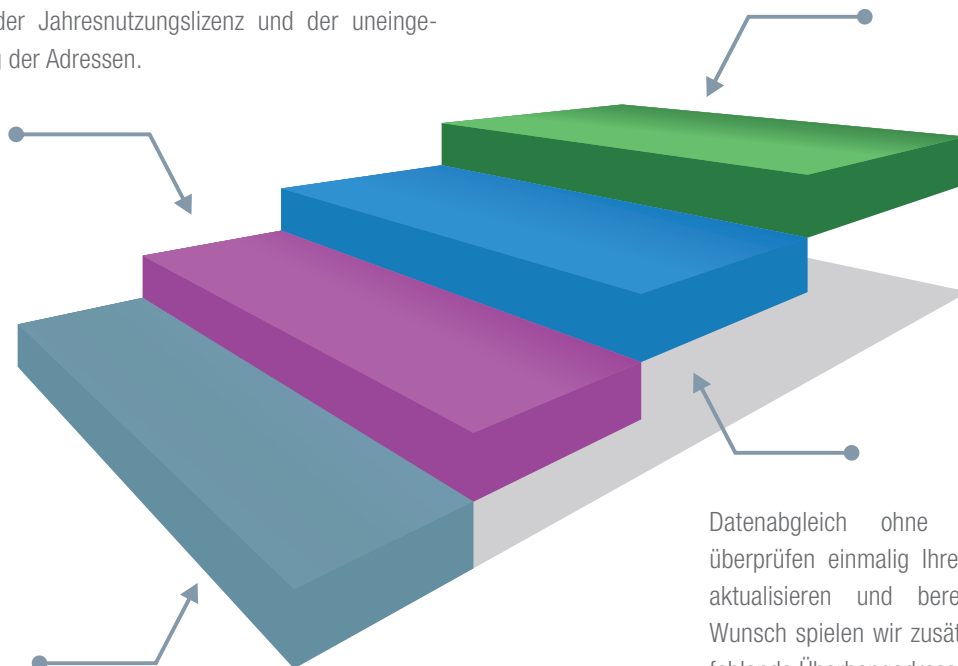 der Jahresnutzungslizenz und der uneinge-
der Adressen.
Datenabgleich ohne
überprüfen einmalig Ihre
aktualisieren und bere
Wunsch spielen wir zusät